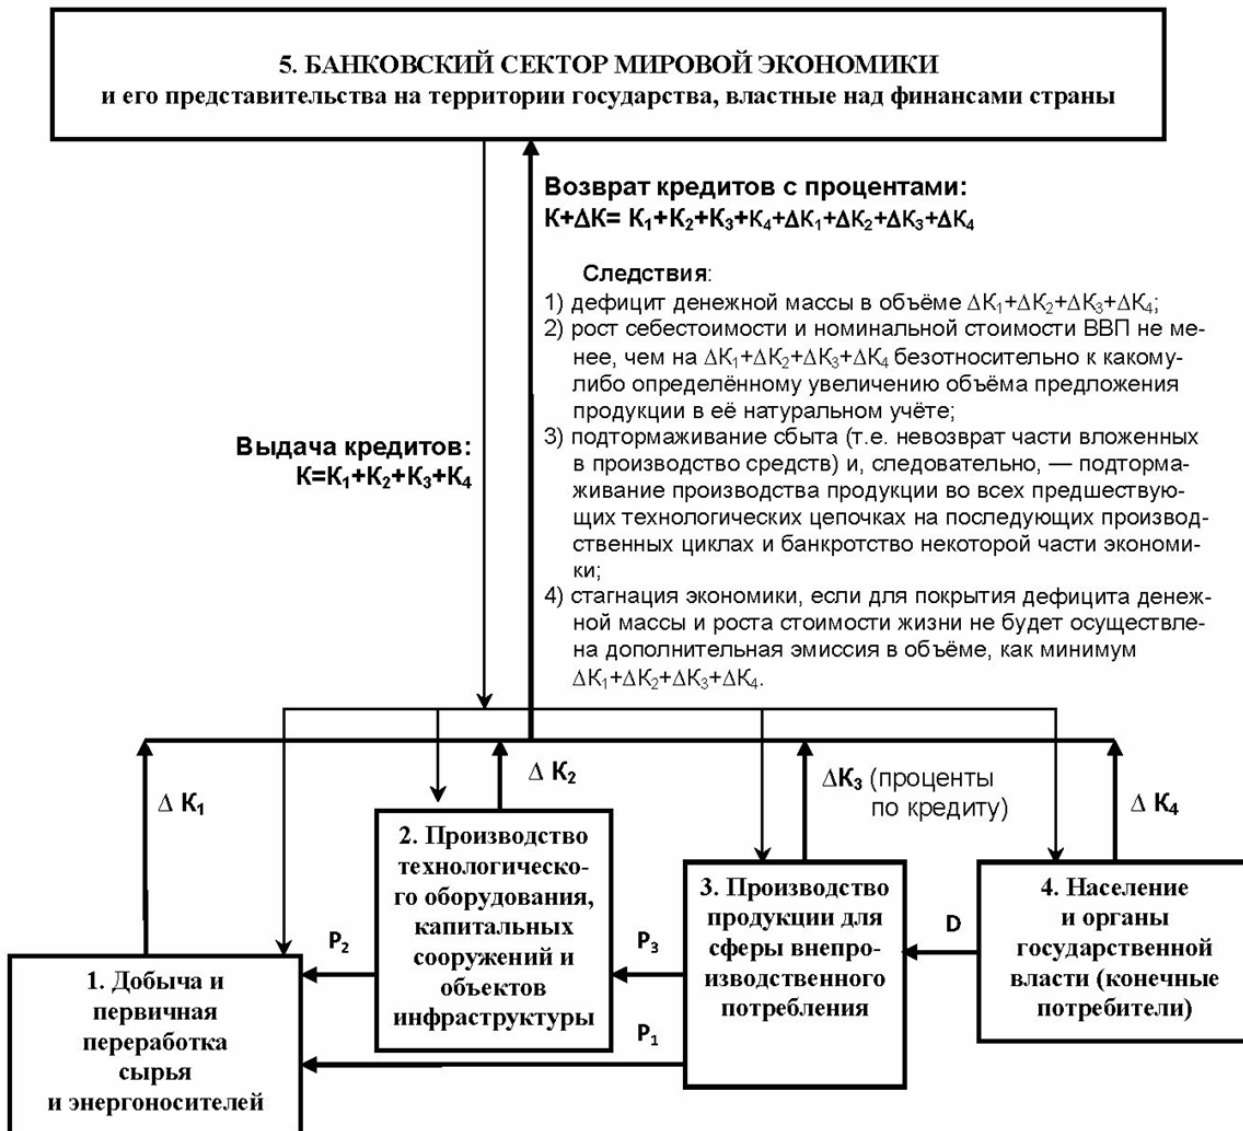 5. БАНКОВСКИЙ СЕКТОР МИРОВОЙ ЭКОНОМИКИ
и его представительства на территории государства, властные над финансами страны
Возврат кредитов с процентами:
К+ΔК= К₁+К₂+К₃+К₄+ΔК₁+ΔК₂+ΔК₃+ΔК₄
Следствия:
1) дефицит денежной массы в объёме ΔК₁+ΔК₂+ΔК₃+ΔК₄;
2) рост себестоимости и номинальной стоимости ВВП не ме-
нее, чем на ΔК₁+ΔК₂+ΔК₃+ΔК₄ безотносительно к какому-
либо определённому увеличению объёма предложения
продукции в её натуральном учёте;
3) подтормаживание сбыта (т.е. невозврат части вложенных
в производство средств) и, следовательно, — подторма-
живание производства продукции во всех предшествую-
щих технологических цепочках на последующих производ-
ственных циклах и банкротство некоторой части экономи-
ки;
4) стагнация экономики, если для покрытия дефицита денеж-
ной массы и роста стоимости жизни не будет осуществле-
на дополнительная эмиссия в объёме, как минимум
ΔК₁+ΔК₂+ΔК₃+ΔК₄.
Выдача кредитов:
К=К₁+К₂+К₃+К₄
Δ К₁
Δ К₂
ΔК₃ (проценты
по кредиту)
Δ К₄
1. Добыча и
первичная
переработка
сырья
и энергоносителей
P₂
2. Производство
технологическо-
го оборудования,
капитальных
сооружений и
объектов
инфраструктуры
P₃
P₁
3. Производство
продукции для
сферы внепро-
изводственного
потребления
D
4. Население
и органы
государственной
власти (конечные
потребители)